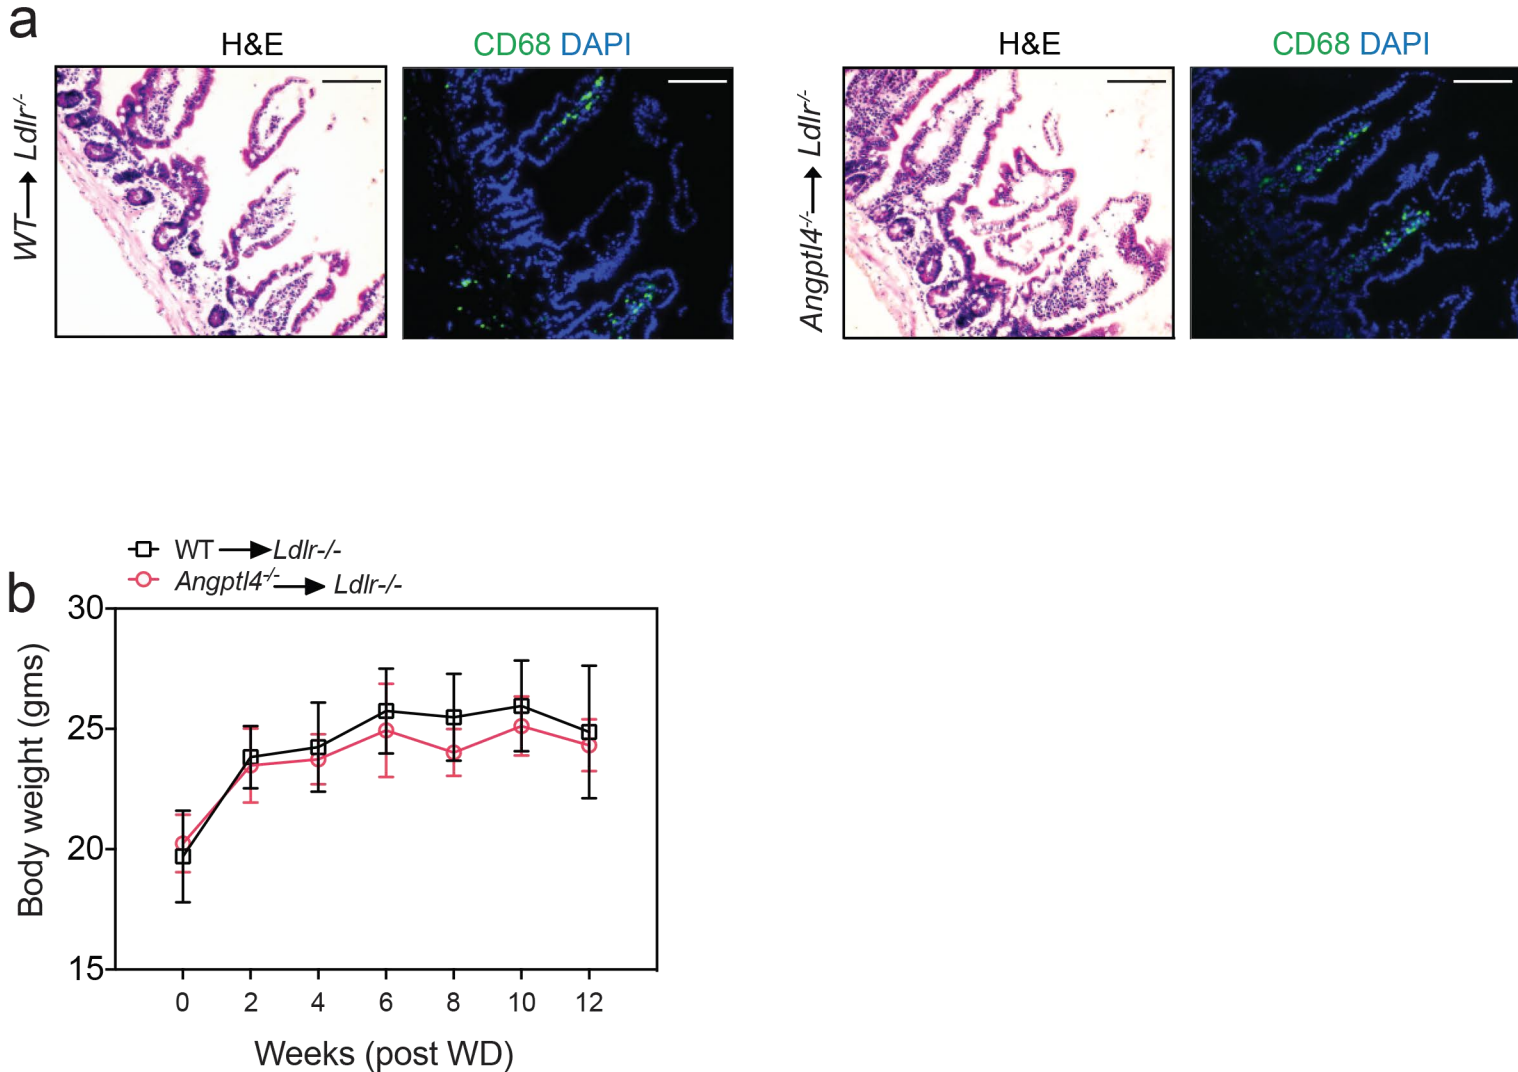 a
H&E CD68 DAPI H&E CD68 DAPI
WT → Ldlr-/-
Angptl4-/- → Ldlr-/-
WT → Ldlr-/-
Angptl4-/- → Ldlr-/-
b
30
25
20
15
Body weight (gms)
0 2 4 6 8 10 12
Weeks (post WD)